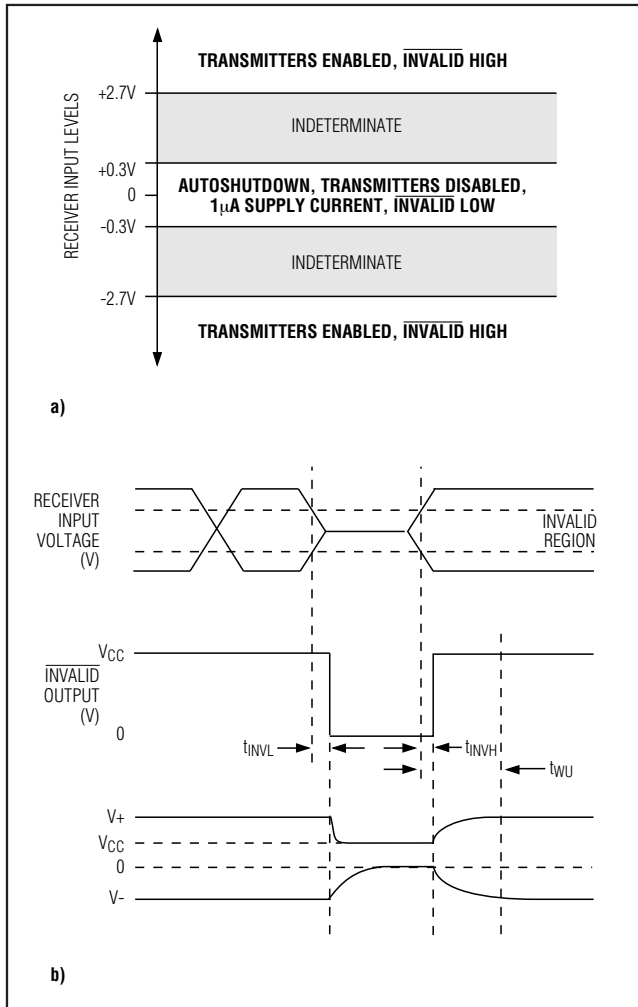 TRANSMITTERS ENABLED, INVALID HIGH
+2.7V
INDETERMINATE
+0.3V
RECEIVER INPUT LEVELS
0
AUTOSHUTDOWN, TRANSMITTERS DISABLED,
1μA SUPPLY CURRENT, INVALID LOW
-0.3V
INDETERMINATE
-2.7V
TRANSMITTERS ENABLED, INVALID HIGH
a)
RECEIVER
INPUT
VOLTAGE
(V)
INVALID
REGION
VCC
INVALID
OUTPUT
(V)
0
tINVL
tINVH
tWU
V+
VCC
0
V-
b)